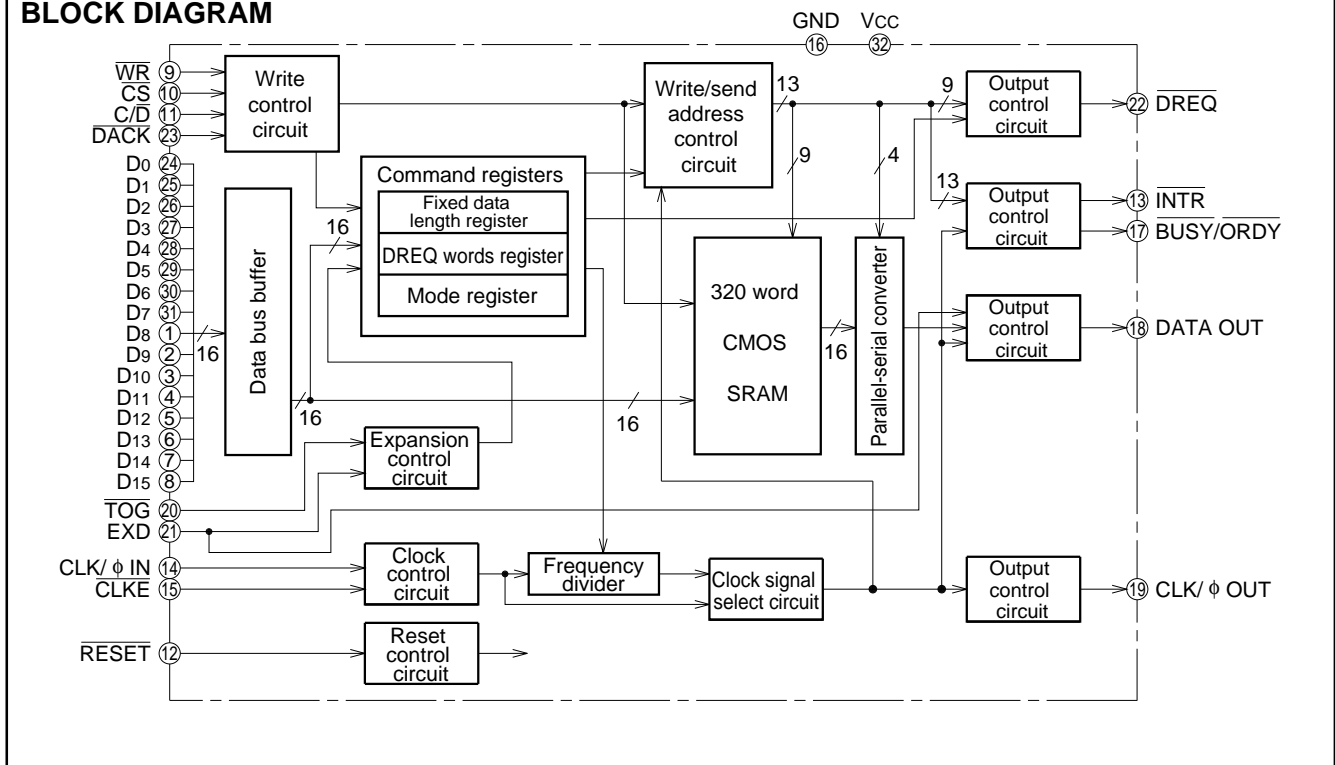 BLOCK DIAGRAM
GND
VCC
16
32
WR 9
CS 10
C/D 11
DACK 23
D0 24
D1 25
D2 26
D3 27
D4 28
D5 29
D6 30
D7 31
D8 1
D9 2
D10 3
D11 4
D12 5
D13 6
D14 7
D15 8
TOG 20
EXD 21
CLK/ φ IN 14
CLKE 15
RESET 12
Write
control
circuit
16
Data bus buffer
16
16
Command registers
Fixed data
length register
DREQ words register
Mode register
Expansion
control
circuit
Clock
control
circuit
Reset
control
circuit
Frequency
divider
Clock signal
select circuit
Write/send
address
control
circuit
13
9
4
9
13
16
320 word
CMOS
SRAM
16
Parallel-serial converter
Output
control
circuit
22 DREQ
Output
control
circuit
13 INTR
17 BUSY/ORDY
Output
control
circuit
18 DATA OUT
Output
control
circuit
19 CLK/ φ OUT